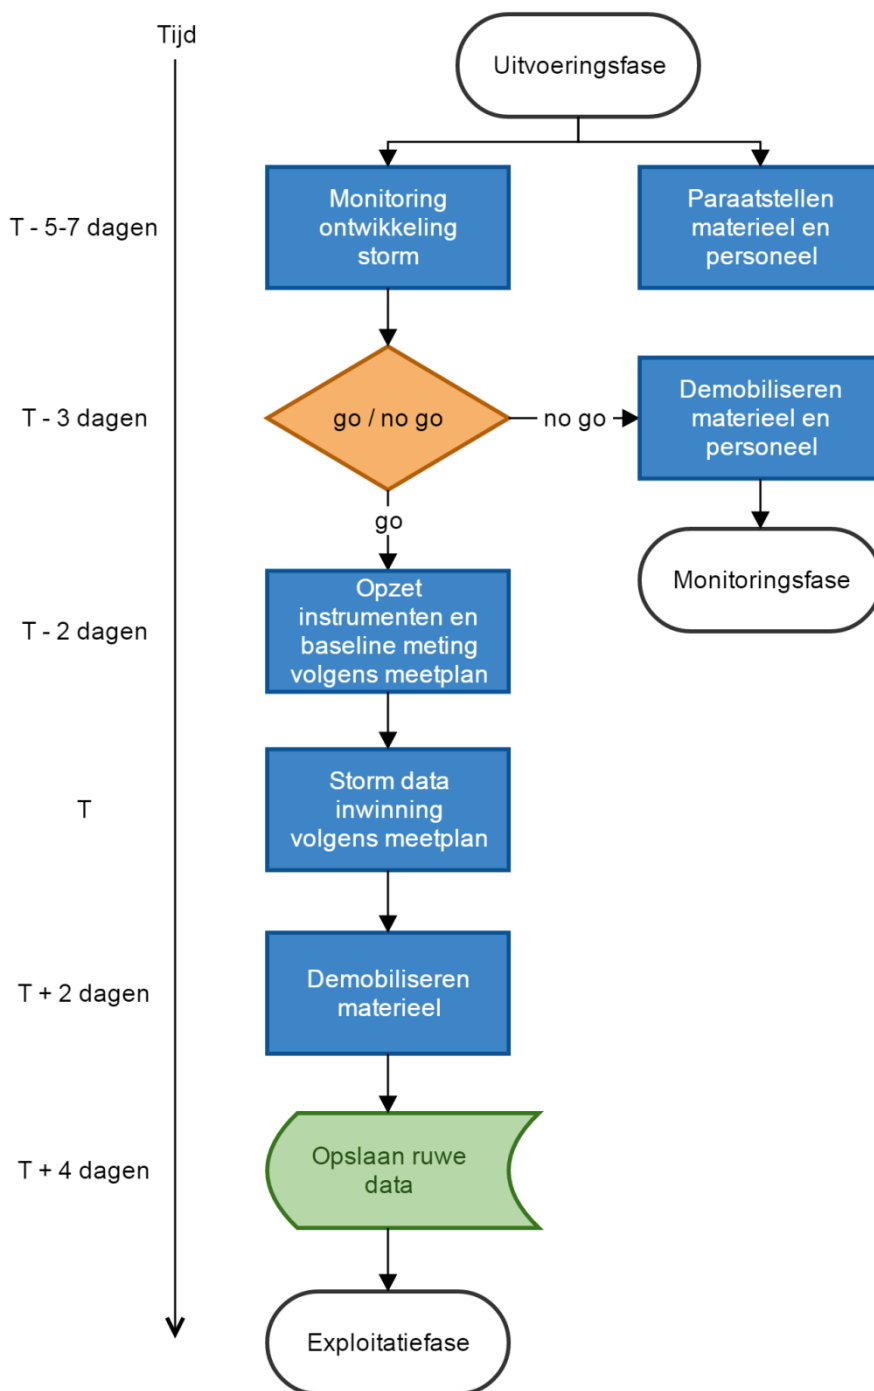 Tijd
Uitvoeringsfase
T - 5-7 dagen
Monitoring
ontwikkeling
storm
Paraatstellen
materieel en
personeel
T - 3 dagen
go / no go
no go
Demobiliseren
materieel en
personeel
go
Monitoringsfase
T - 2 dagen
Opzet
instrumenten en
baseline meting
volgens meetplan
T
Storm data
inwinning
volgens meetplan
T + 2 dagen
Demobiliseren
materieel
T + 4 dagen
Opslaan ruwe
data
Exploitatiefase